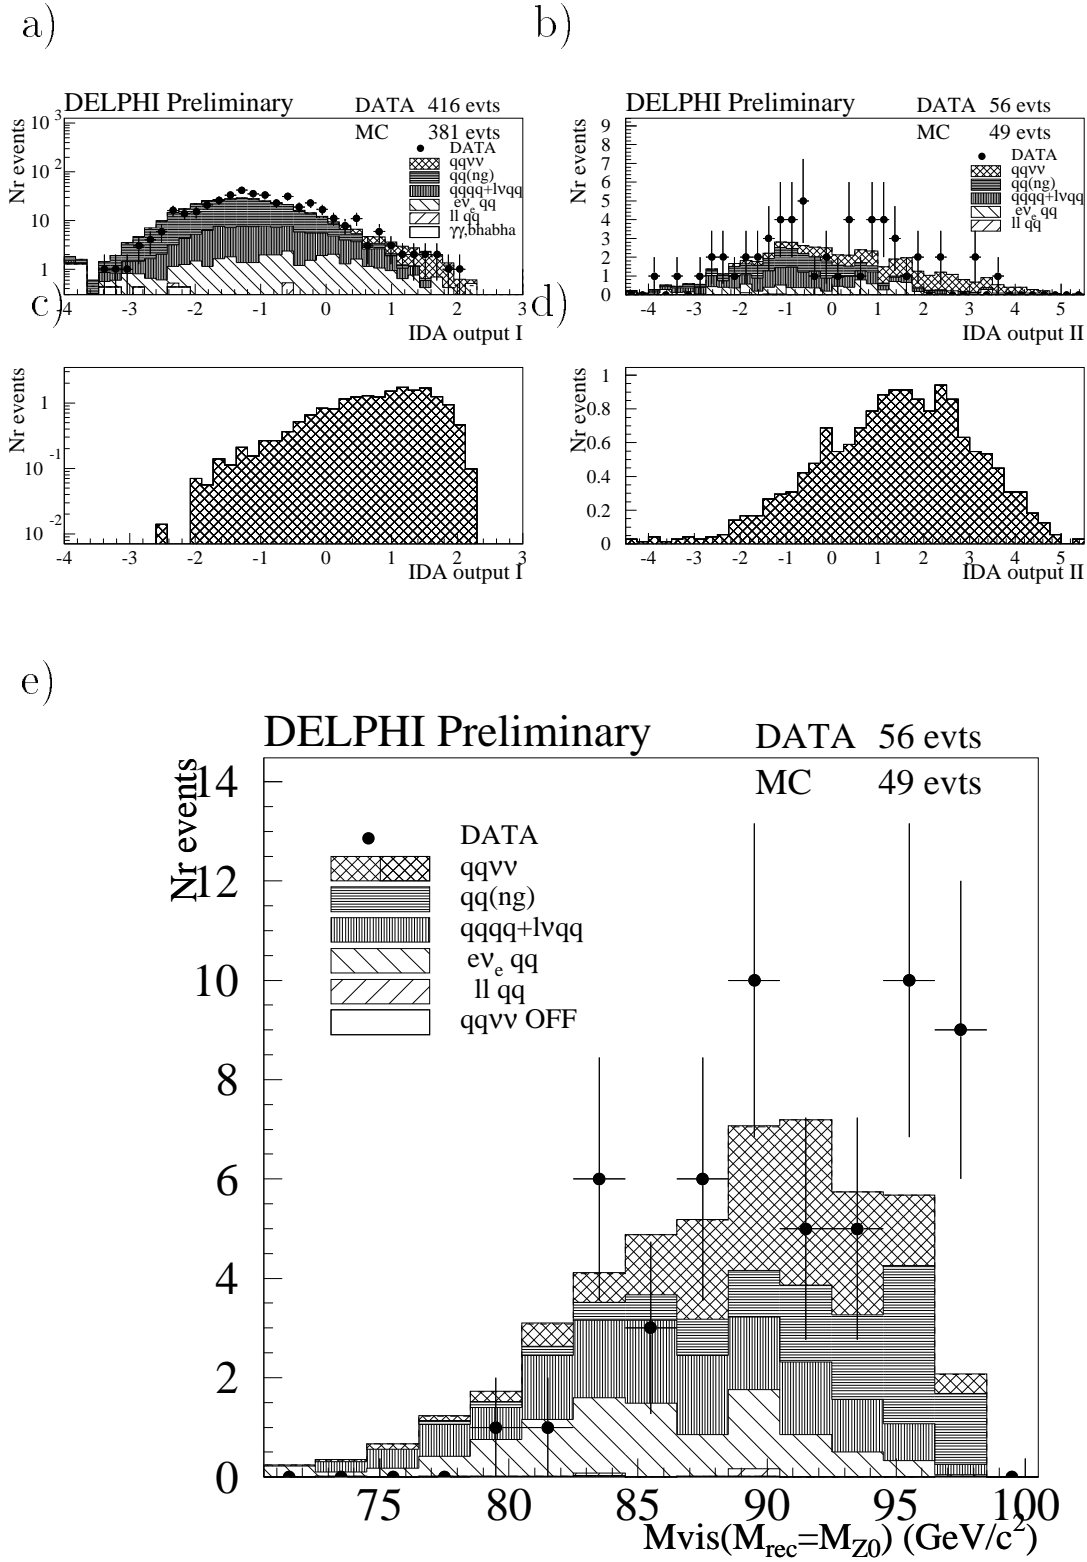 a)
DELPHI Preliminary
DATA 416 evts
MC 381 evts
Nr events
10 3
10 2
10
1
DATA
qqνν
qq(ng)
qqqq+lνqq
eνe qq
ll qq
γγ,bhabha
-4 -3 -2 -1 0 1 2 3
IDA output I
b)
DELPHI Preliminary
DATA 56 evts
MC 49 evts
Nr events
9
8
7
6
5
4
3
2
1
0
DATA
qqνν
qq(ng)
qqqq+lνqq
eνe qq
ll qq
-4 -3 -2 -1 0 1 2 3 4 5
IDA output II
c)
Nr events
1
10 -1
10 -2
-4 -3 -2 -1 0 1 2 3
IDA output I
d)
Nr events
1
0.8
0.6
0.4
0.2
0
-4 -3 -2 -1 0 1 2 3 4 5
IDA output II
e)
DELPHI Preliminary
DATA 56 evts
MC 49 evts
Nr events
14
12
10
8
6
4
2
0
DATA
qqνν
qq(ng)
qqqq+lνqq
eνe qq
ll qq
qqνν OFF
75 80 85 90 95 100
Mvis(Mrec=MZ0) (GeV/c2)